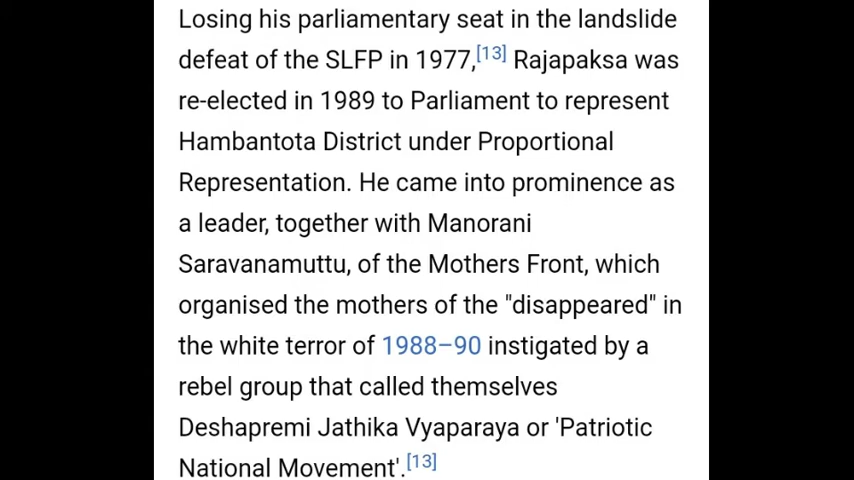 Losing his parliamentary seat in the landslide
defeat of the SLFP in 1977,[13] Rajapaksa was
re-elected in 1989 to Parliament to represent
Hambantota District under Proportional
Representation. He came into prominence as
a leader, together with Manorani
Saravanamuttu, of the Mothers Front, which
organised the mothers of the "disappeared" in
the white terror of 1988–90 instigated by a
rebel group that called themselves
Deshapremi Jathika Vyaparaya or 'Patriotic
National Movement'.[13]